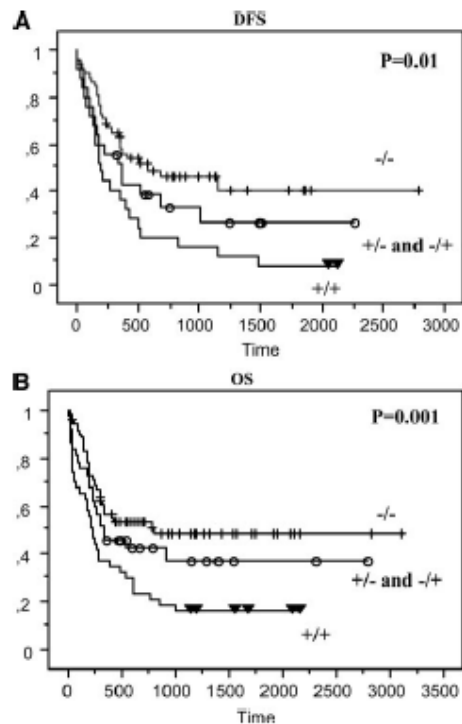 A
DFS
P=0.01
1
,8
,6
,4
,2
0
-/-
+/- and -/+
+/+
0 500 1000 1500 2000 2500 3000
Time
B
OS
P=0.001
1
,8
,6
,4
,2
0
-/-
+/- and -/+
+/+
0 500 1000 1500 2000 2500 3000 3500
Time